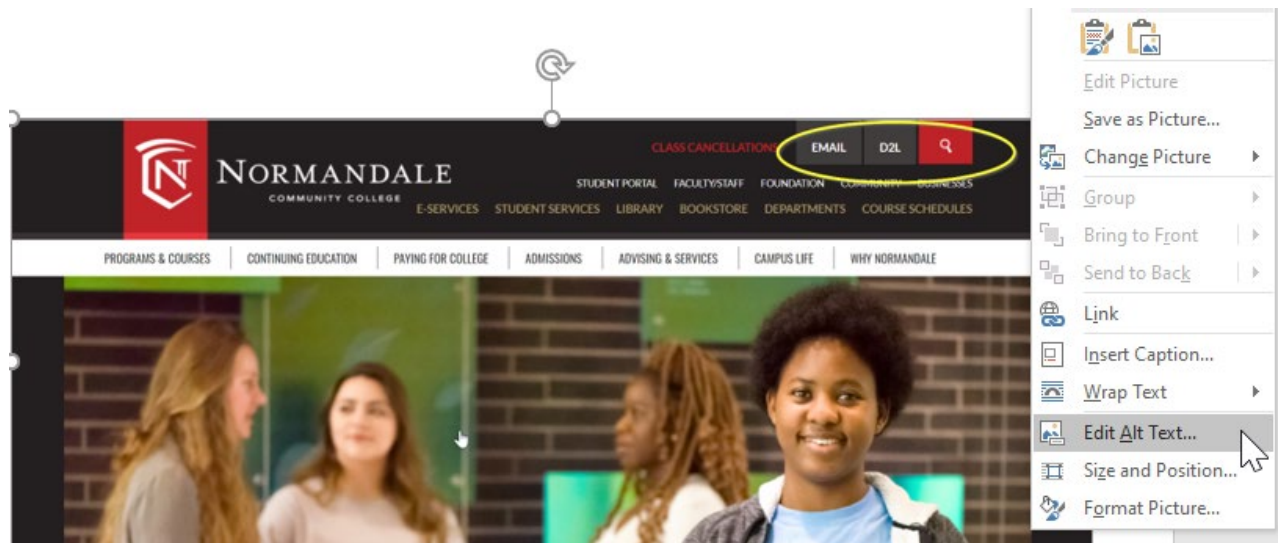 CLASS CANCELLATIONS EMAIL D2L
N NORMANDALE
COMMUNITY COLLEGE
STUDENT PORTAL FACULTY/STAFF FOUNDATION COMMUNITY BUSINESSES
E-SERVICES STUDENT SERVICES LIBRARY BOOKSTORE DEPARTMENTS COURSE SCHEDULES
PROGRAMS & COURSES CONTINUING EDUCATION PAYING FOR COLLEGE ADMISSIONS ADVISING & SERVICES CAMPUS LIFE WHY NORMANDALE
Edit Picture
Save as Picture...
Change Picture
Group
Bring to Front
Send to Back
Link
Insert Caption...
Wrap Text
Edit Alt Text...
Size and Position...
Format Picture...